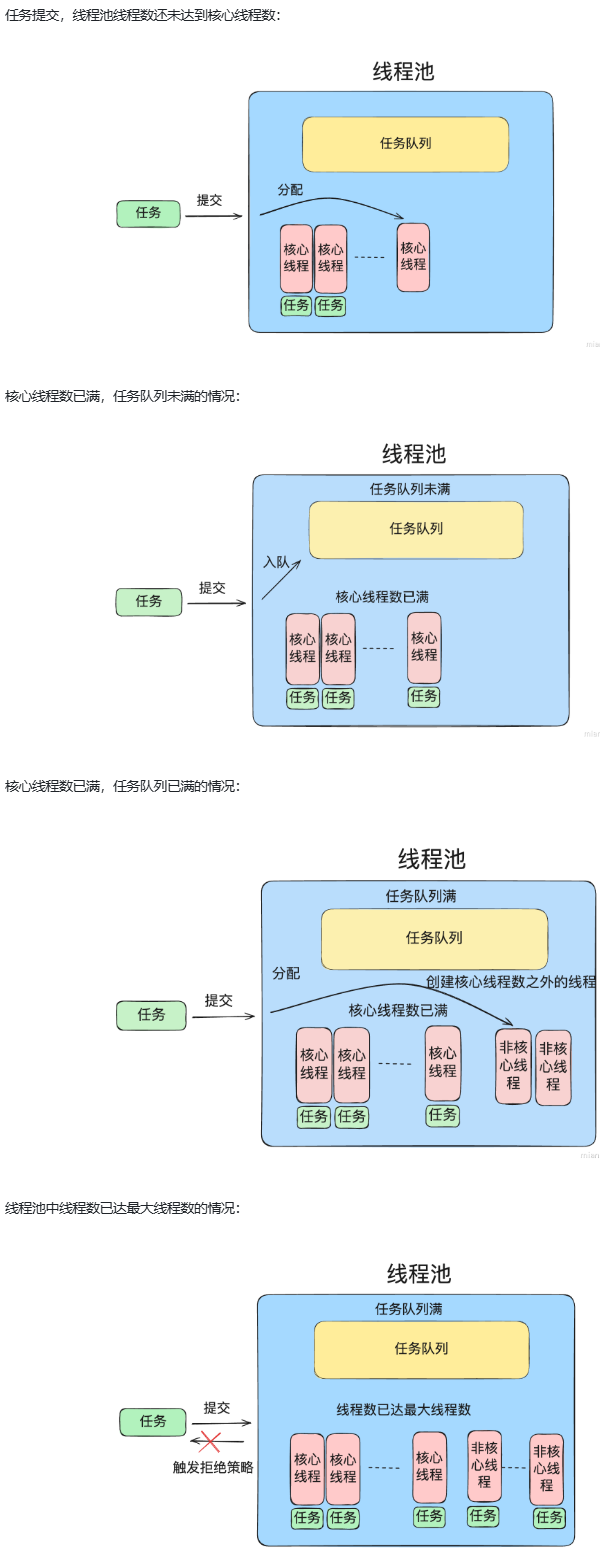 任务提交，线程池线程数还未达到核心线程数：
线程池
任务队列
分配
任务
提交
核心
线程
核心
线程
核心
线程
任务
任务
核心线程数已满，任务队列未满的情况：
线程池
任务队列未满
任务队列
入队
任务
提交
核心线程数已满
核心
线程
核心
线程
核心
线程
任务
任务
任务
核心线程数已满，任务队列已满的情况：
线程池
任务队列满
任务队列
分配
创建核心线程数之外的线程
任务
提交
核心线程数已满
核心
线程
核心
线程
核心
线程
非核
心线
程
非核
心线
程
任务
任务
任务
线程池中线程数已达最大线程数的情况：
线程池
任务队列满
任务队列
任务
提交
线程数已达最大线程数
触发拒绝策略
核心
线程
核心
线程
核心
线程
非核
心线
程
非核
心线
程
任务
任务
任务
任务
任务